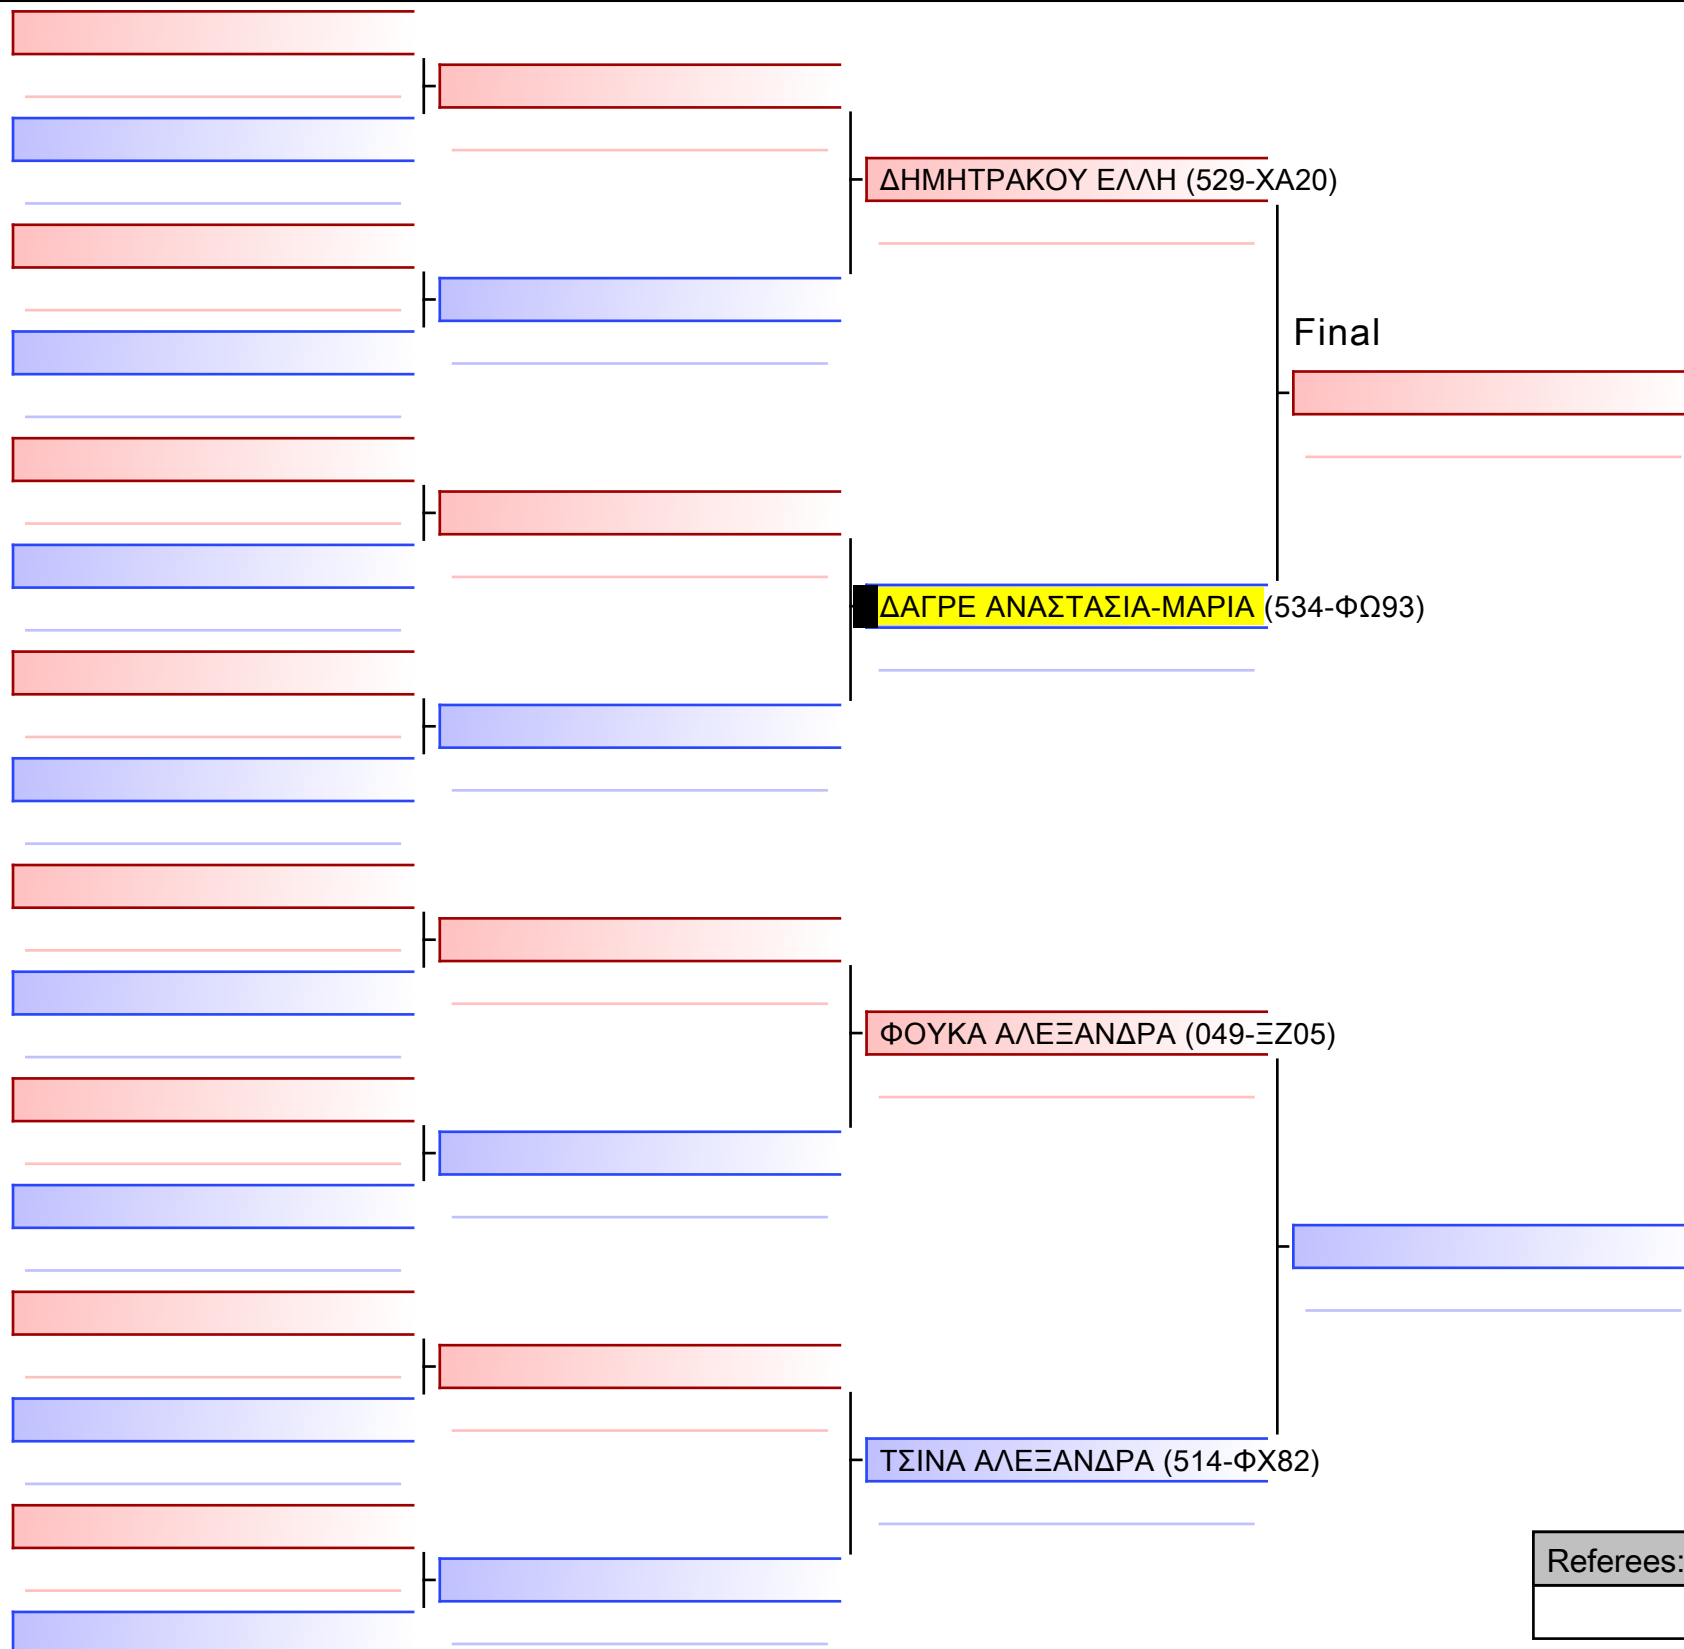 ΔΗΜΗΤΡΑΚΟΥ ΕΛΛΗ (529-ΧΑ20)
Final
ΔΑΓΡΕ ΑΝΑΣΤΑΣΙΑ-ΜΑΡΙΑ (534-ΦΩ93)
ΦΟΥΚΑ ΑΛΕΞΑΝΔΡΑ (049-ΞΖ05)
ΤΣΙΝΑ ΑΛΕΞΑΝΔΡΑ (514-ΦΧ82)
Referees: